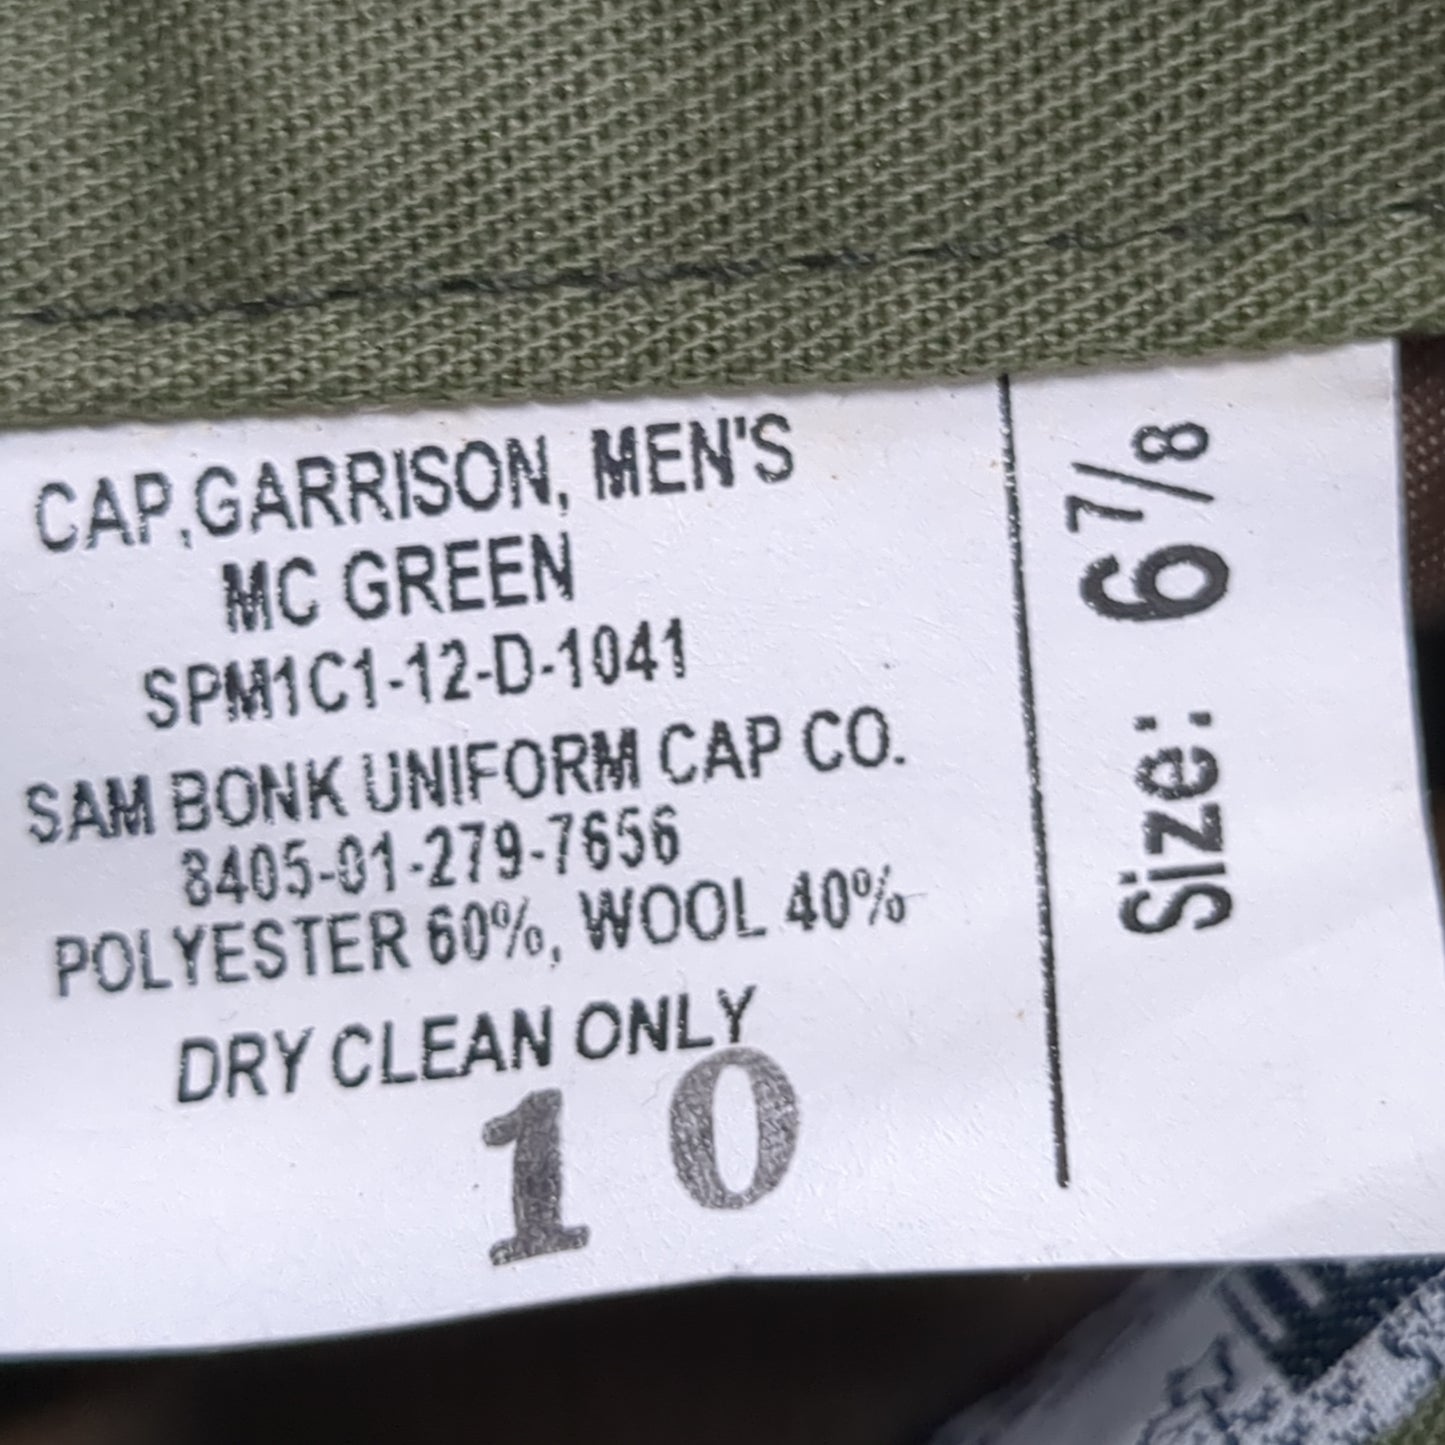 CAP,GARRISON, MEN'S
MC GREEN
SPM1C1-12-D-1041
SAM BONK UNIFORM CAP CO.
8405-01-279-7656
POLYESTER 60%, WOOL 40%
DRY CLEAN ONLY
10
Size: 6 7/8